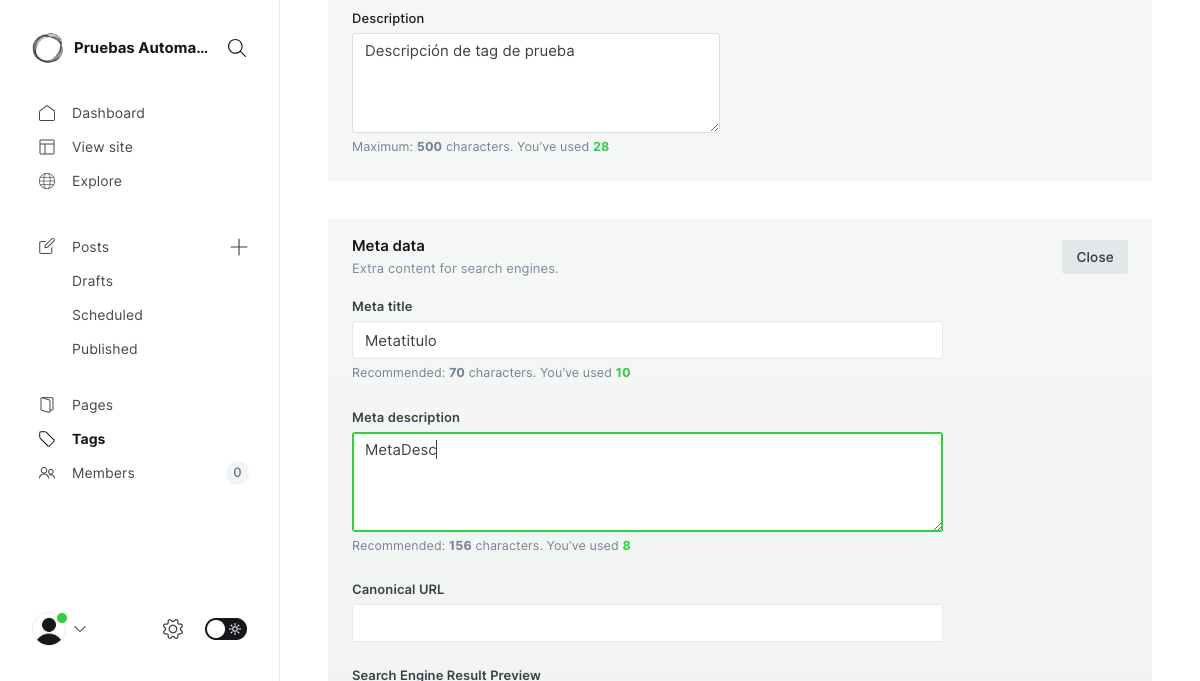 Pruebas Automa...
Dashboard
View site
Explore
Posts
Drafts
Scheduled
Published
Pages
Tags
Members
0
Description
Descripción de tag de prueba
Maximum: 500 characters. You’ve used 28
Meta data
Extra content for search engines.
Close
Meta title
Metatitulo
Recommended: 70 characters. You’ve used 10
Meta description
MetaDesc
Recommended: 156 characters. You’ve used 8
Canonical URL
Search Engine Result Preview